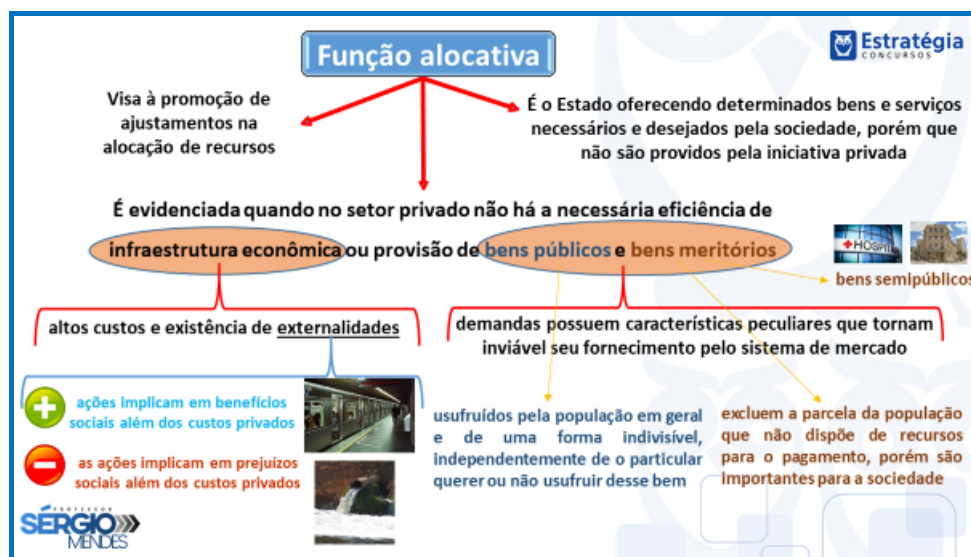 Função alocativa
Estratégia
CONCURSOS
Visa à promoção de
ajustamentos na
alocação de recursos
É o Estado oferecendo determinados bens e serviços
necessários e desejados pela sociedade, porém que
não são providos pela iniciativa privada
É evidenciada quando no setor privado não há a necessária eficiência de
infraestrutura econômica ou provisão de bens públicos e bens meritórios
HOSPIT
bens semipúblicos
altos custos e existência de externalidades
demandas possuem características peculiares que tornam
inviável seu fornecimento pelo sistema de mercado
ações implicam em benefícios
sociais além dos custos privados
as ações implicam em prejuízos
sociais além dos custos privados
usufruídos pela população em geral
e de uma forma indivisível,
independentemente de o particular
querer ou não usufruir desse bem
excluem a parcela da população
que não dispõe de recursos
para o pagamento, porém são
importantes para a sociedade
PROFESSOR
SÉRGIO
MENDES